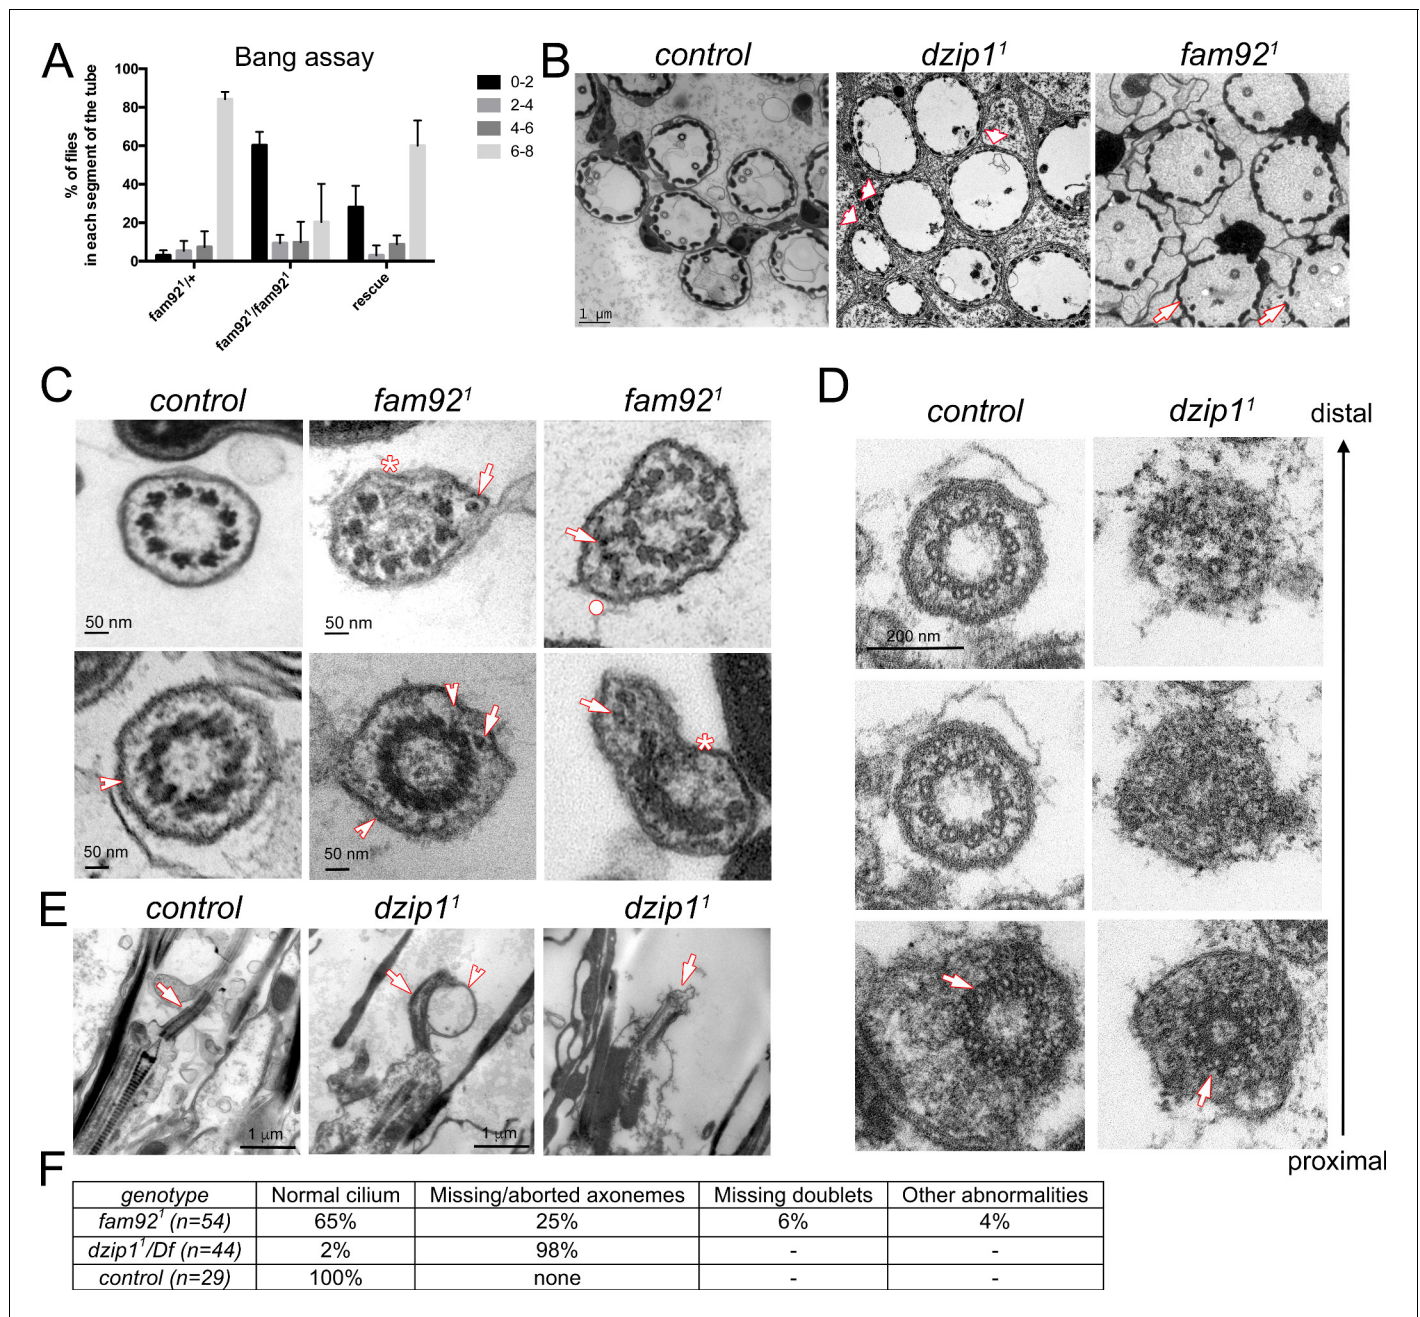 A
Bang assay
% of flies
in each segment of the tube
100
80
60
40
20
0
fam92¹/+
fam92¹/fam92¹
rescue
0-2
2-4
4-6
6-8
B
control
dzip1¹
fam92¹
1 µm
C
control
fam92¹
fam92¹
50 nm
50 nm
50 nm
50 nm
D
control
dzip1¹
distal
200 nm
proximal
E
control
dzip1¹
dzip1¹
1 µm
1 µm
F
genotype Normal cilium Missing/aborted axonemes Missing doublets Other abnormalities
fam92¹ (n=54) 65% 25% 6% 4%
dzip1¹/Df (n=44) 2% 98% - -
control (n=29) 100% none - -